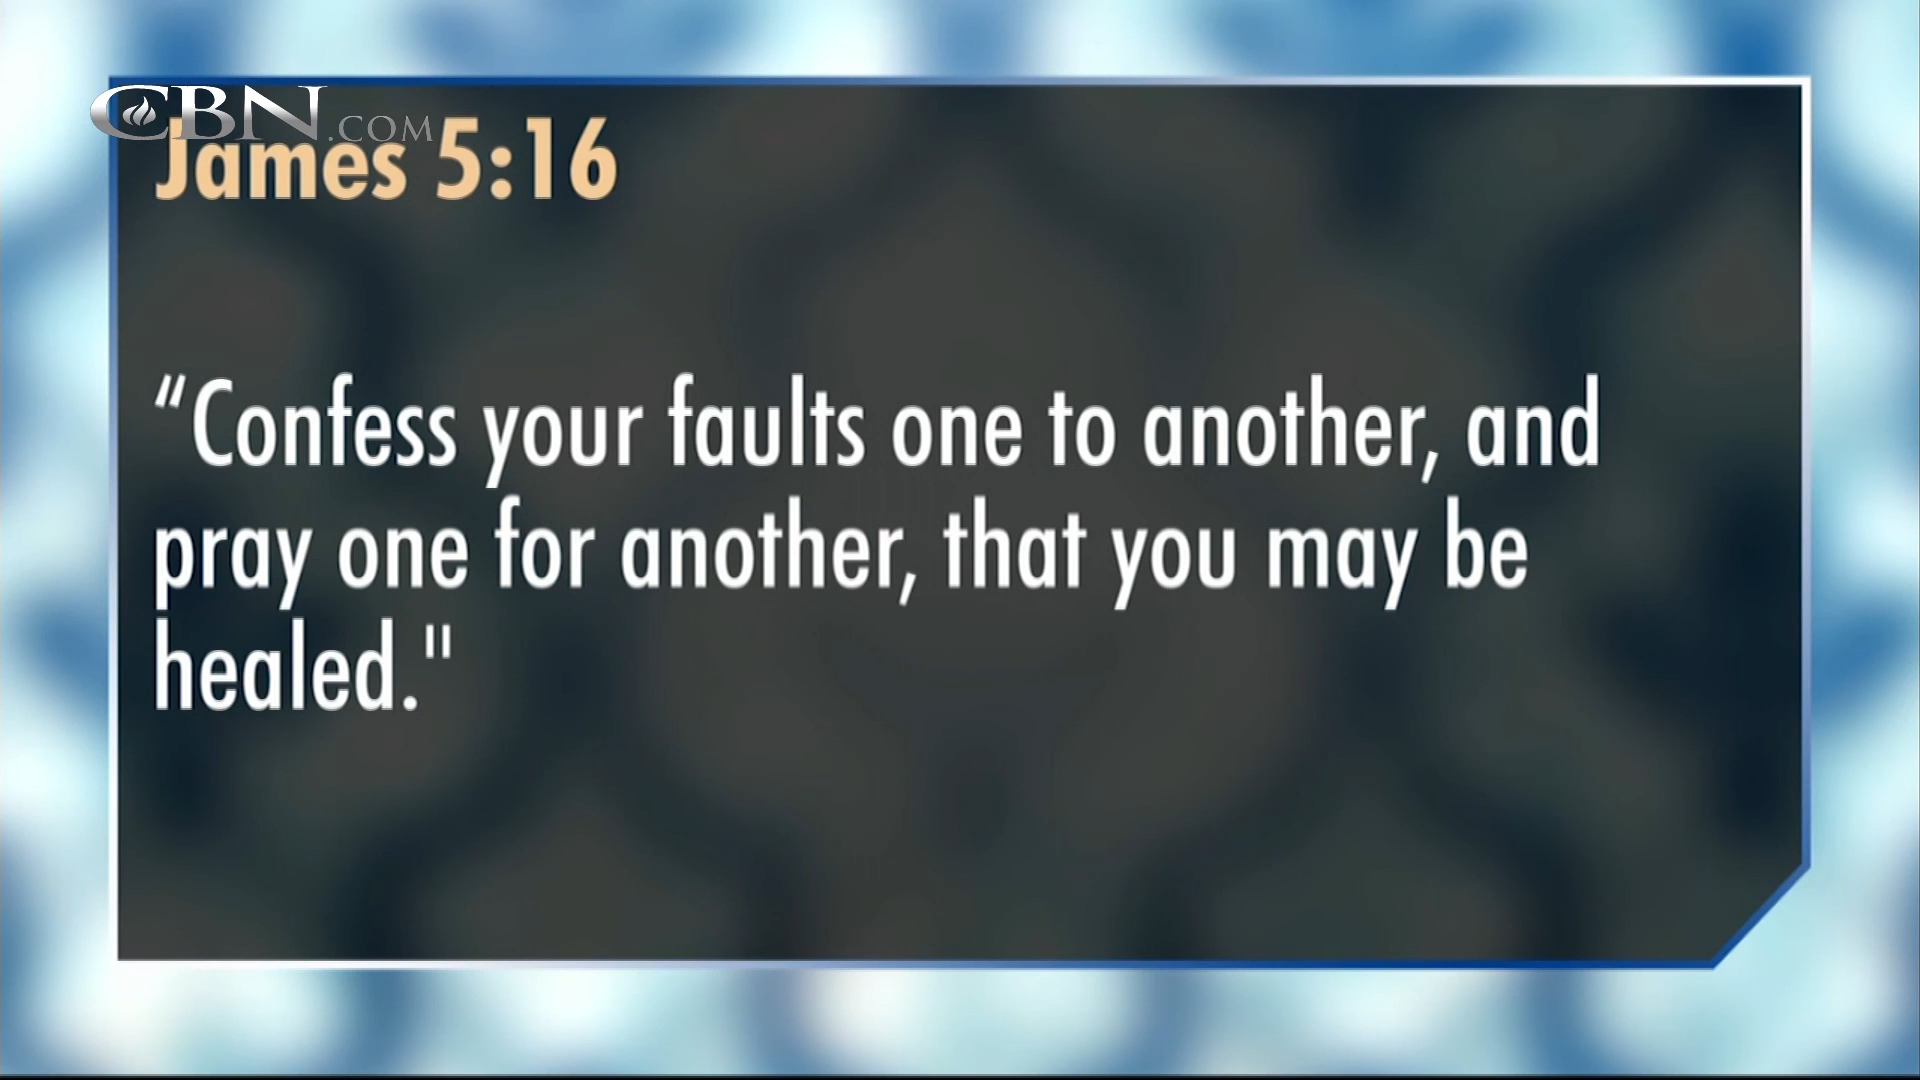 CBN.COM
James 5:16
“Confess your faults one to another, and
pray one for another, that you may be
healed."